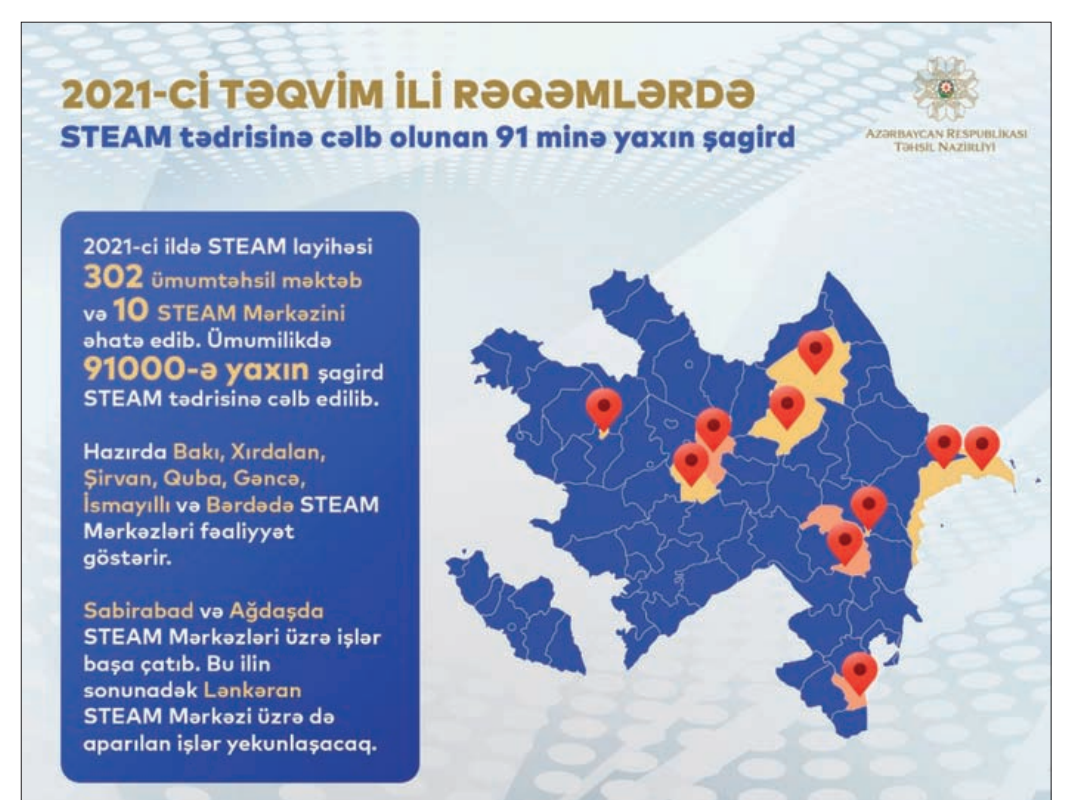 2021-Cİ TƏQVİM İLİ RƏQƏMLƏRDƏ
STEAM tədrisinə cəlb olunan 91 minə yaxın şagird
AZƏRBAYCAN RESPUBLİKASI
TƏHSİL NAZİRLİYİ
2021-ci ildə STEAM layihəsi
302 ümumtəhsil məktəb
və 10 STEAM Mərkəzini
əhatə edib. Ümumilikdə
91000-ə yaxın şagird
STEAM tədrisinə cəlb edilib.
Hazırda Bakı, Xırdalan,
Şirvan, Quba, Gəncə,
İsmayıllı və Bərdədə STEAM
Mərkəzləri fəaliyyət
göstərir.
Sabirabad və Ağdaşda
STEAM Mərkəzləri üzrə işlər
başa çatıb. Bu ilin
sonunadək Lənkəran
STEAM Mərkəzi üzrə də
aparılan işlər yekunlaşacaq.